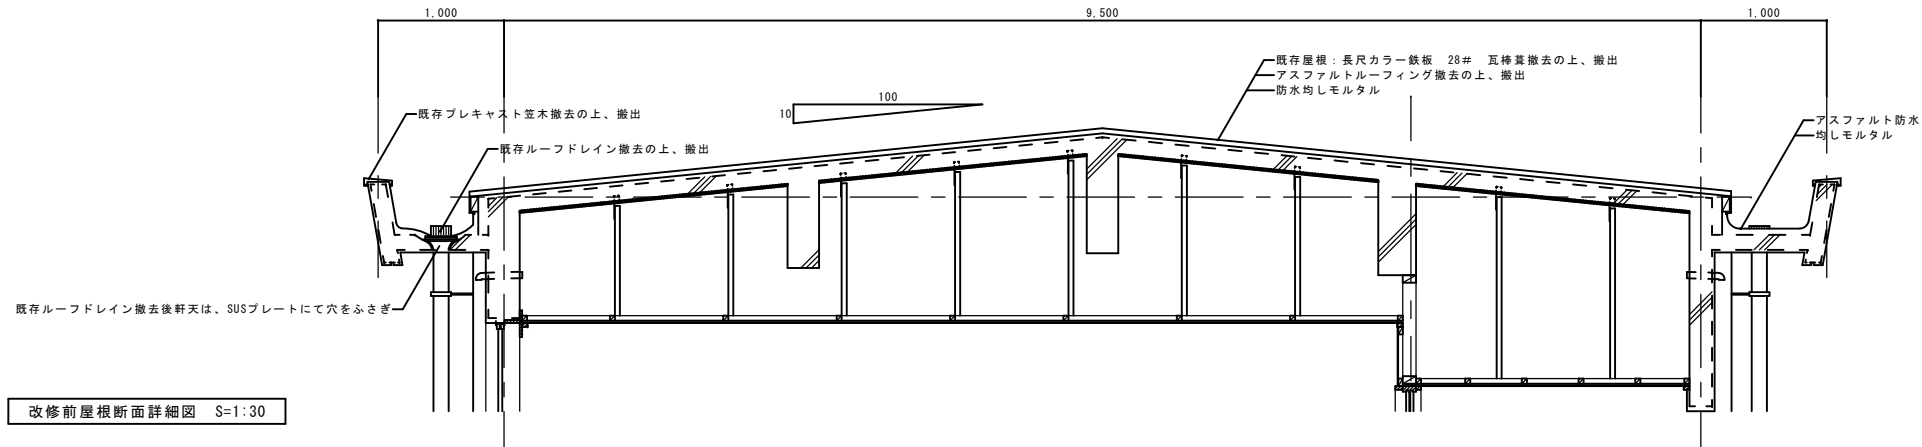 1,000
9,500
1,000
既存屋根：長尺カラー鉄板　28#　瓦棒葺撤去の上、搬出
アスファルトルーフィング撤去の上、搬出
防水均しモルタル
100
10
既存プレキャスト笠木撤去の上、搬出
既存ルーフドレイン撤去の上、搬出
アスファルト防水
均しモルタル
既存ルーフドレイン撤去後軒天は、SUSプレートにて穴をふさぎ
改修前屋根断面詳細図　S=1:30